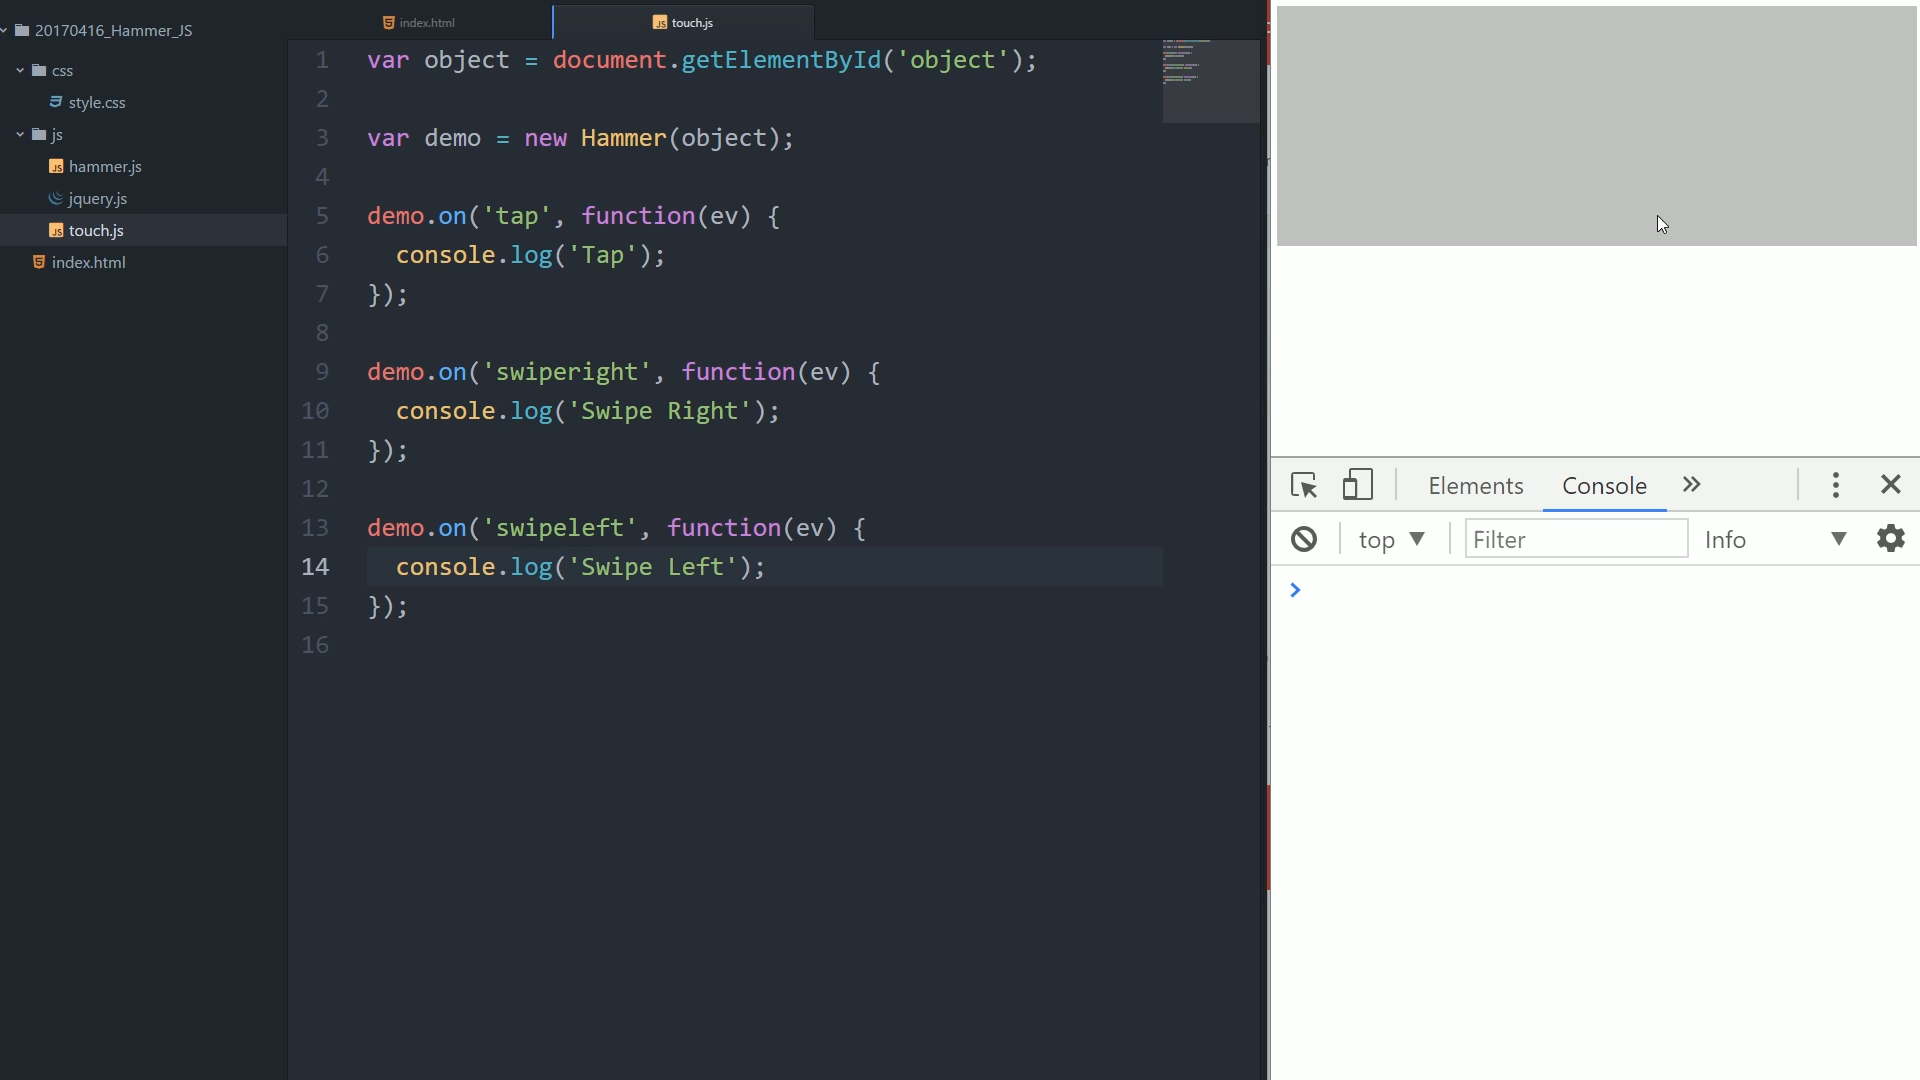 20170416_Hammer_JS
css
style.css
js
hammer.js
jquery.js
touch.js
index.html
index.html
touch.js
1 var object = document.getElementById('object');
2
3 var demo = new Hammer(object);
4
5 demo.on('tap', function(ev) {
6 console.log('Tap');
7 });
8
9 demo.on('swiperight', function(ev) {
10 console.log('Swipe Right');
11 });
12
13 demo.on('swipeleft', function(ev) {
14 console.log('Swipe Left');
15 });
16
Elements Console »
top ▼ Filter Info ▼